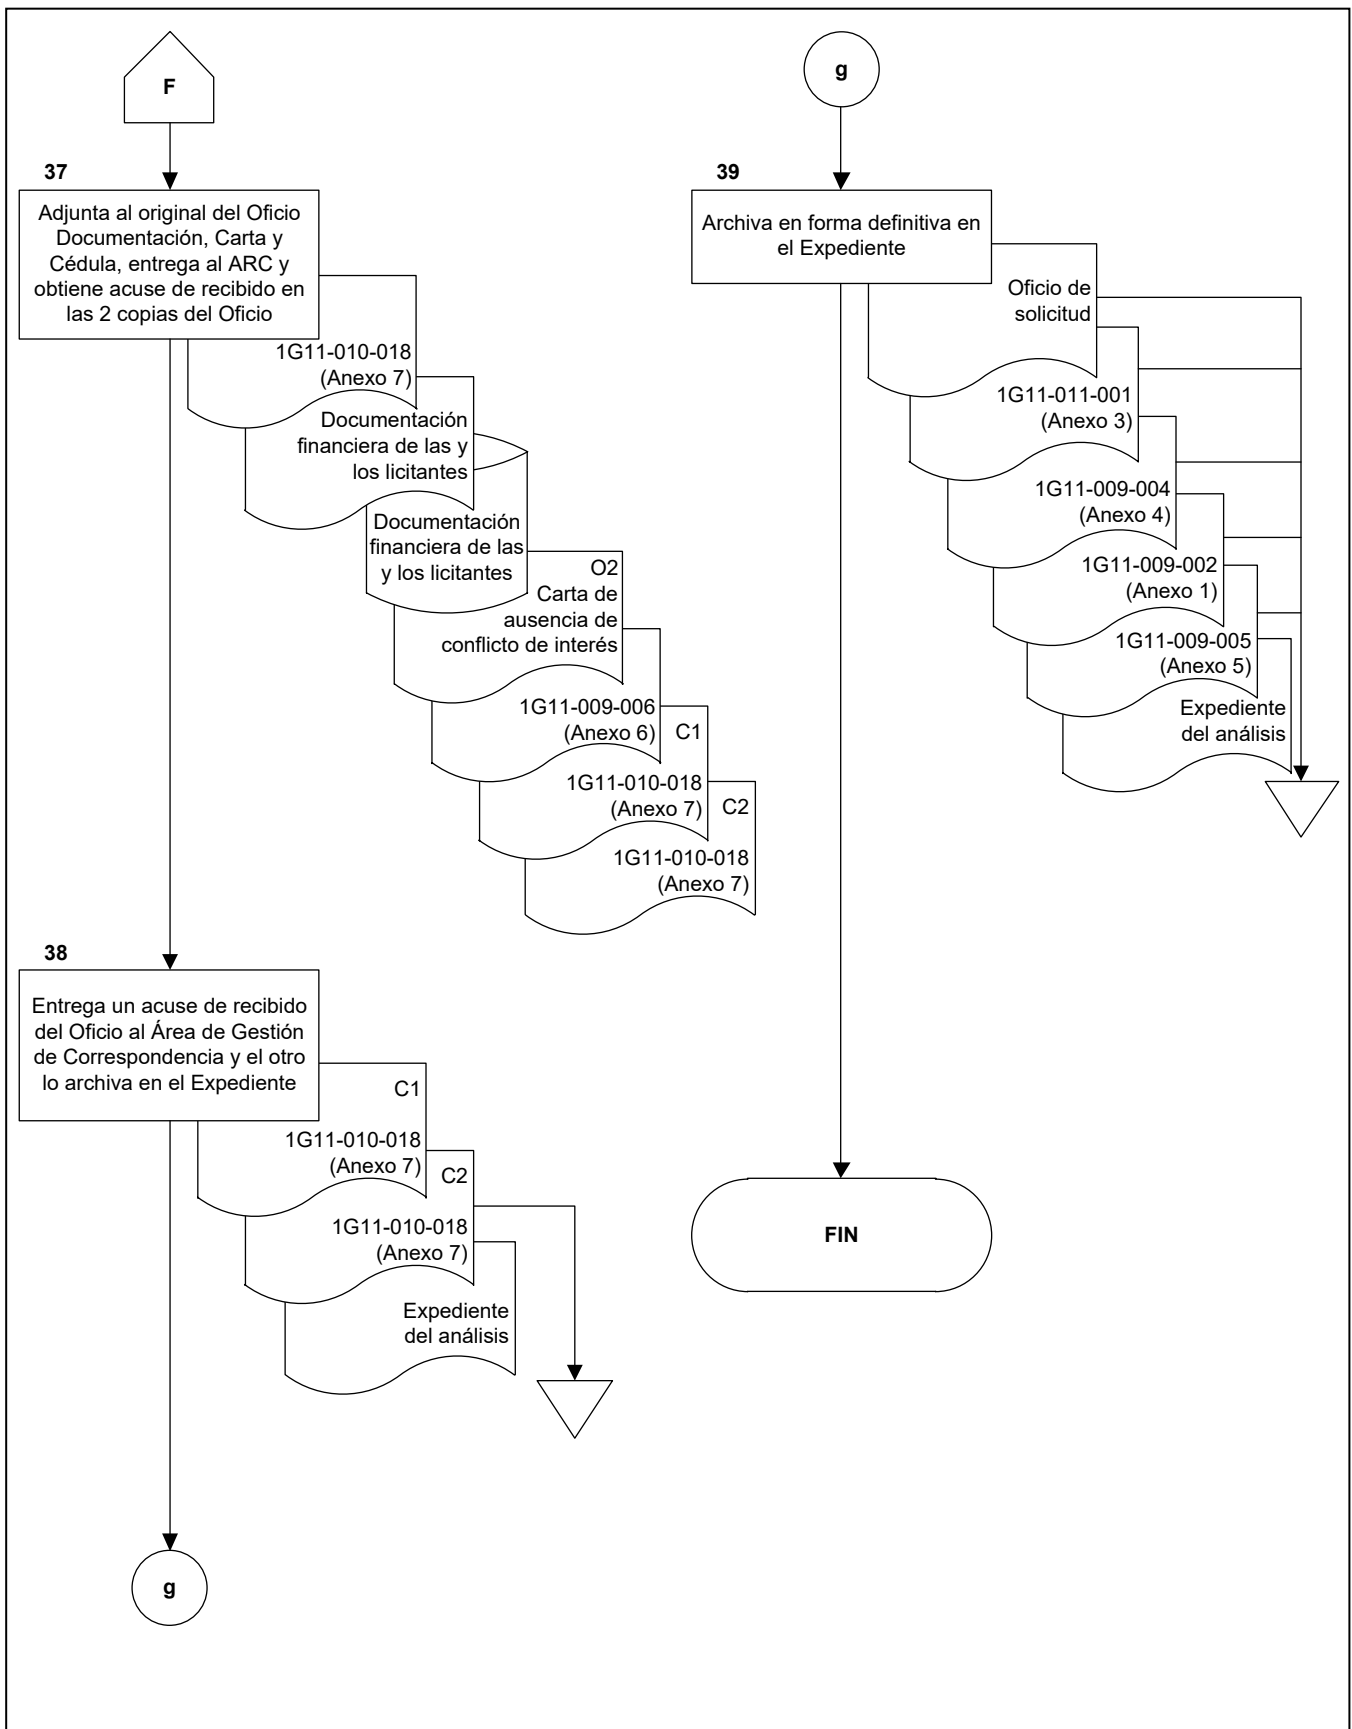 F
37
Adjunta al original del Oficio
Documentación, Carta y
Cédula, entrega al ARC y
obtiene acuse de recibido en
las 2 copias del Oficio
1G11-010-018
(Anexo 7)
Documentación
financiera de las y
los licitantes
Documentación
financiera de las
y los licitantes
O2
Carta de
ausencia de
conflicto de interés
1G11-009-006
(Anexo 6)
C1
1G11-010-018
(Anexo 7)
C2
1G11-010-018
(Anexo 7)
38
Entrega un acuse de recibido
del Oficio al Área de Gestión
de Correspondencia y el otro
lo archiva en el Expediente
C1
1G11-010-018
(Anexo 7)
C2
1G11-010-018
(Anexo 7)
Expediente
del análisis
g
g
39
Archiva en forma definitiva en
el Expediente
Oficio de
solicitud
1G11-011-001
(Anexo 3)
1G11-009-004
(Anexo 4)
1G11-009-002
(Anexo 1)
1G11-009-005
(Anexo 5)
Expediente
del análisis
FIN